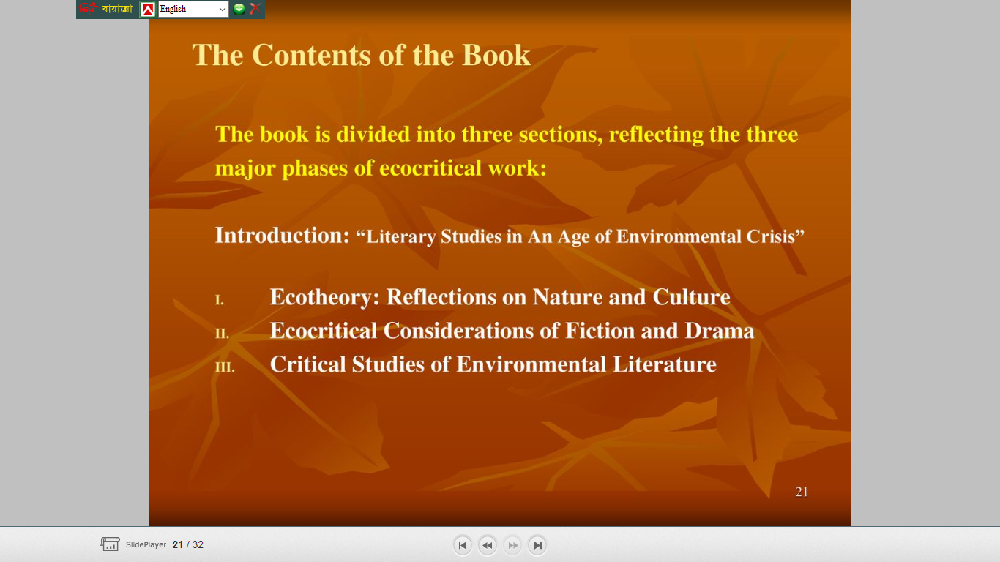 বায়ান্নো
English
The Contents of the Book
The book is divided into three sections, reflecting the three
major phases of ecocritical work:
Introduction: “Literary Studies in An Age of Environmental Crisis”
I. Ecotheory: Reflections on Nature and Culture
II. Ecocritical Considerations of Fiction and Drama
III. Critical Studies of Environmental Literature
21
SlidePlayer 21 / 32